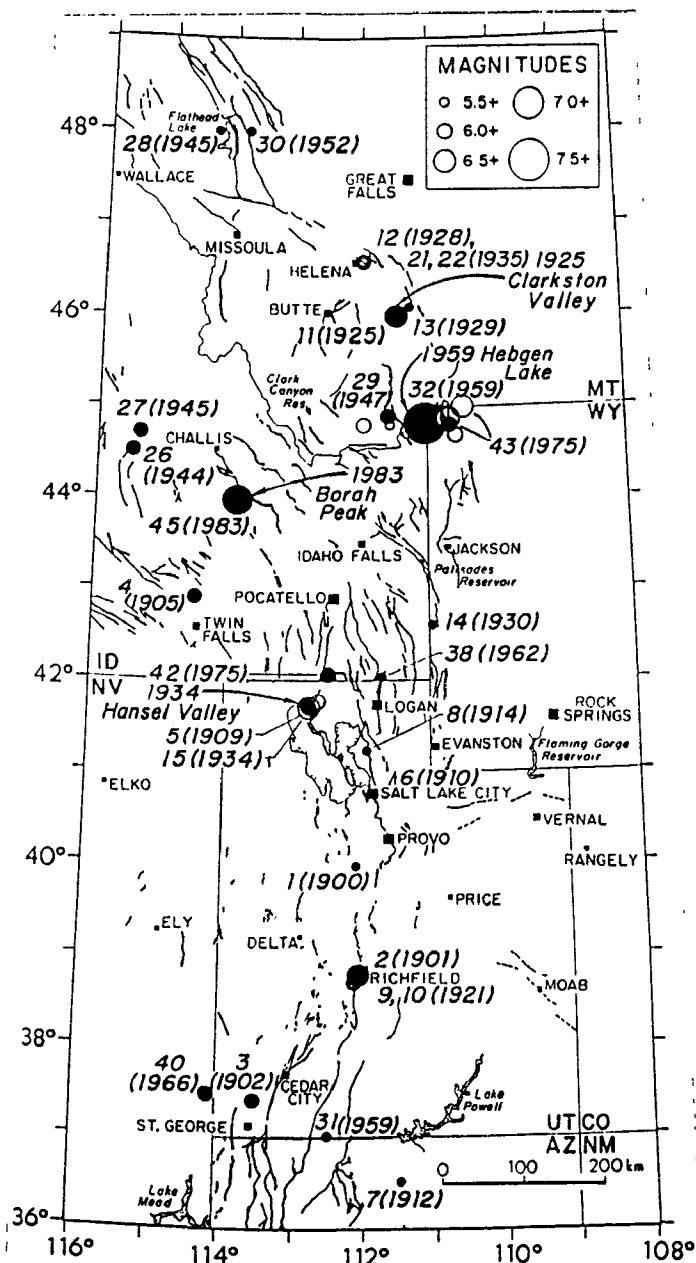 MAGNITUDES
5.5+ 7.0+
6.0+
6.5+ 7.5+
48°
Flathead
Lake
28(1945)
30(1952)
WALLACE
GREAT
FALLS
MISSOULA
HELENA
12(1928),
21, 22(1935) 1925
Clarkston
Valley
46°
BUTTE
11(1925)
13(1929)
1959 Hebgen
Lake
29
(1947)
32(1959)
MT
WY
Clark
Canyon
Res.
43(1975)
27(1945)
CHALLIS
26
(1944)
44°
1983
Borah
Peak
45(1983)
IDAHO FALLS
JACKSON
Palisades
Reservoir
4
(1905)
POCATELLO
TWIN
FALLS
14(1930)
38(1962)
42°
ID
NV
42(1975)
1934
Hansel Valley
5(1909)
15(1934)
LOGAN
ROCK
SPRINGS
8(1914)
EVANSTON
Flaming Gorge
Reservoir
ELKO
6(1910)
SALT LAKE CITY
VERNAL
PROVO
40°
RANGELY
1(1900)
PRICE
ELY
DELTA
2(1901)
RICHFIELD
9,10(1921)
MOAB
38°
40
(1966)
3
(1902)
CEDAR
CITY
Lake
Powell
ST. GEORGE
31(1959)
UT CO
AZ NM
0 100 200 km
7(1912)
Lake
Mead
36°
116° 114° 112° 110° 108°